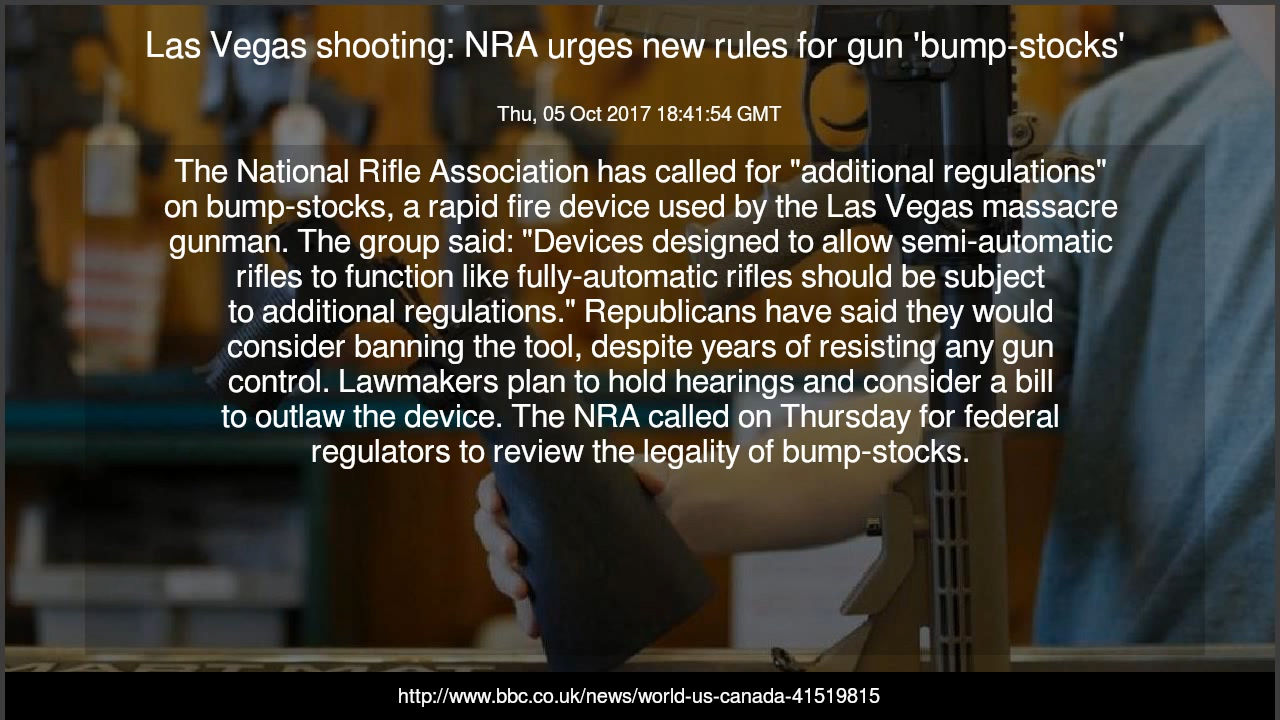 Las Vegas shooting: NRA urges new rules for gun 'bump-stocks'
Thu, 05 Oct 2017 18:41:54 GMT
The National Rifle Association has called for "additional regulations"
on bump-stocks, a rapid fire device used by the Las Vegas massacre
gunman. The group said: "Devices designed to allow semi-automatic
rifles to function like fully-automatic rifles should be subject
to additional regulations." Republicans have said they would
consider banning the tool, despite years of resisting any gun
control. Lawmakers plan to hold hearings and consider a bill
to outlaw the device. The NRA called on Thursday for federal
regulators to review the legality of bump-stocks.
MAT
http://www.bbc.co.uk/news/world-us-canada-41519815